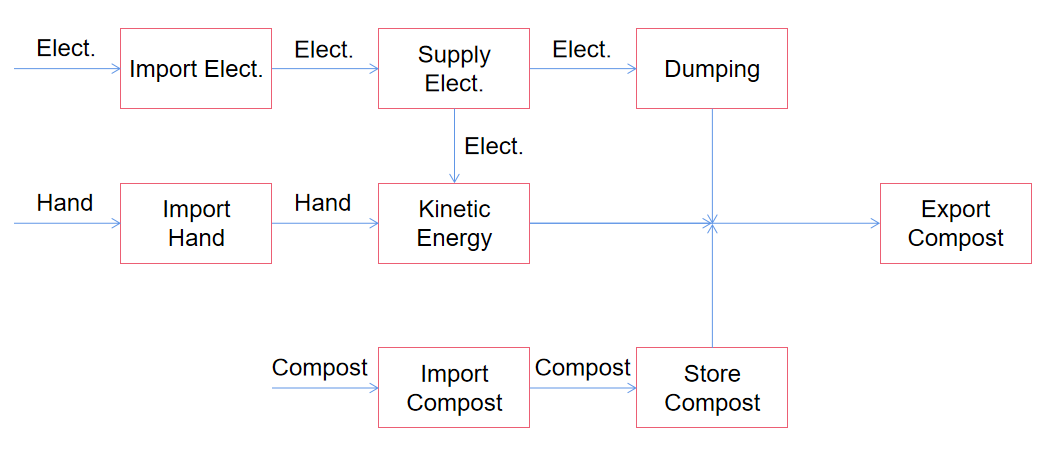 Elect.
Import Elect.
Elect.
Supply
Elect.
Elect.
Dumping
Elect.
Hand
Import
Hand
Hand
Kinetic
Energy
Export
Compost
Compost
Import
Compost
Compost
Store
Compost